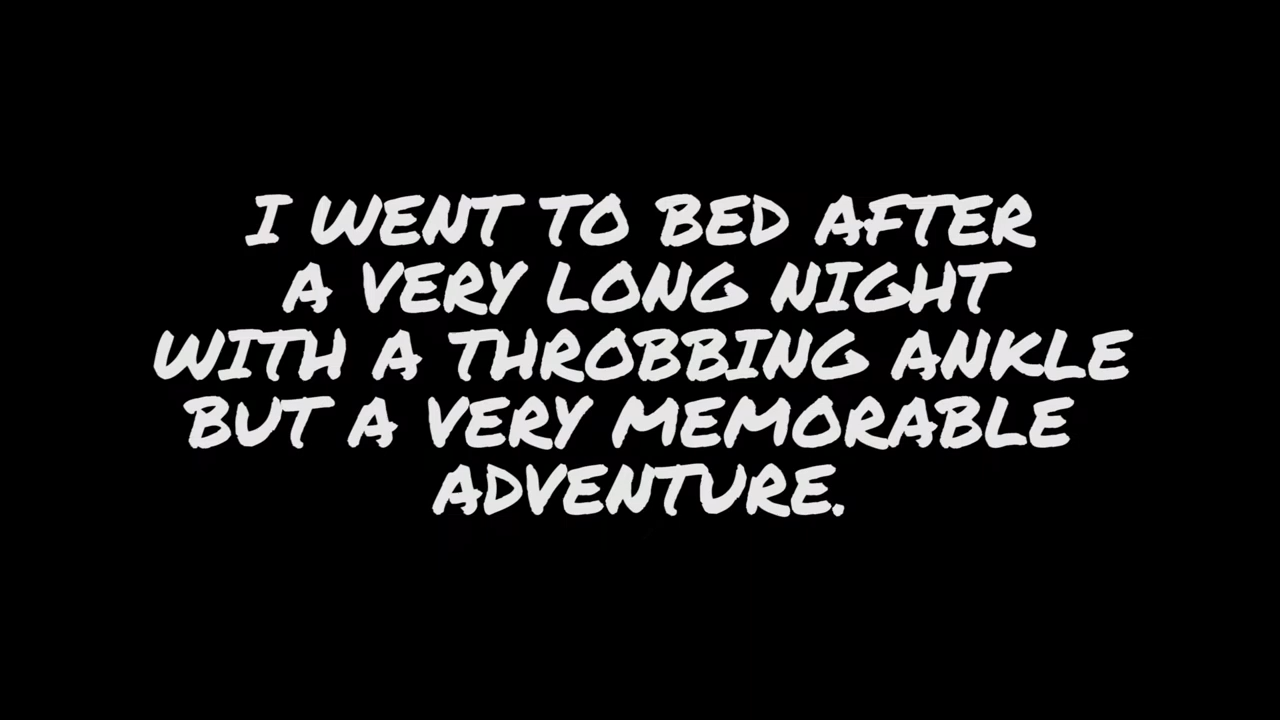 I WENT TO BED AFTER
A VERY LONG NIGHT
WITH A THROBBING ANKLE
BUT A VERY MEMORABLE
ADVENTURE.